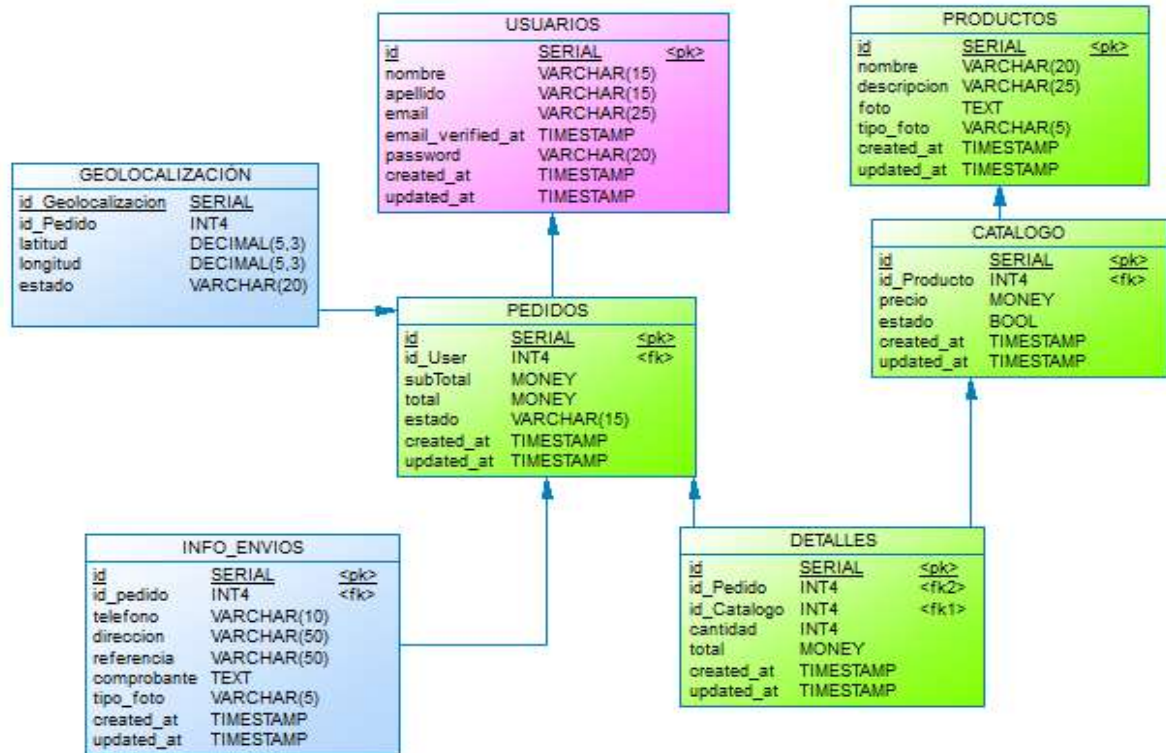 USUARIOS
id SERIAL <pk>
nombre VARCHAR(15)
apellido VARCHAR(15)
email VARCHAR(25)
email_verified_at TIMESTAMP
password VARCHAR(20)
created_at TIMESTAMP
updated_at TIMESTAMP
PRODUCTOS
id SERIAL <pk>
nombre VARCHAR(20)
descripcion VARCHAR(25)
foto TEXT
tipo_foto VARCHAR(5)
created_at TIMESTAMP
updated_at TIMESTAMP
GEOLOCALIZACIÓN
id_Geolocalizacion SERIAL
id_Pedido INT4
latitud DECIMAL(5,3)
longitud DECIMAL(5,3)
estado VARCHAR(20)
CATALOGO
id SERIAL <pk>
id_Producto INT4 <fk>
precio MONEY
estado BOOL
created_at TIMESTAMP
updated_at TIMESTAMP
PEDIDOS
id SERIAL <pk>
id_User INT4 <fk>
subTotal MONEY
total MONEY
estado VARCHAR(15)
created_at TIMESTAMP
updated_at TIMESTAMP
INFO_ENVIOS
id SERIAL <pk>
id_pedido INT4 <fk>
telefono VARCHAR(10)
direccion VARCHAR(50)
referencia VARCHAR(50)
comprobante TEXT
tipo_foto VARCHAR(5)
created_at TIMESTAMP
updated_at TIMESTAMP
DETALLES
id SERIAL <pk>
id_Pedido INT4 <fk2>
id_Catalogo INT4 <fk1>
cantidad INT4
total MONEY
created_at TIMESTAMP
updated_at TIMESTAMP